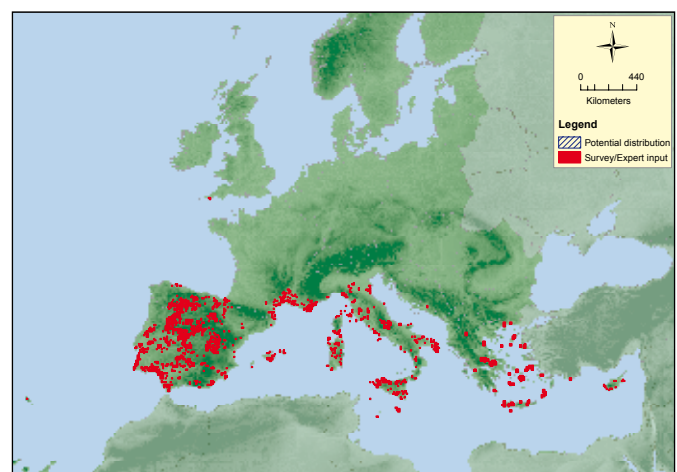 N
0 440
Kilometers
Legend
Potential distribution
Survey/Expert input